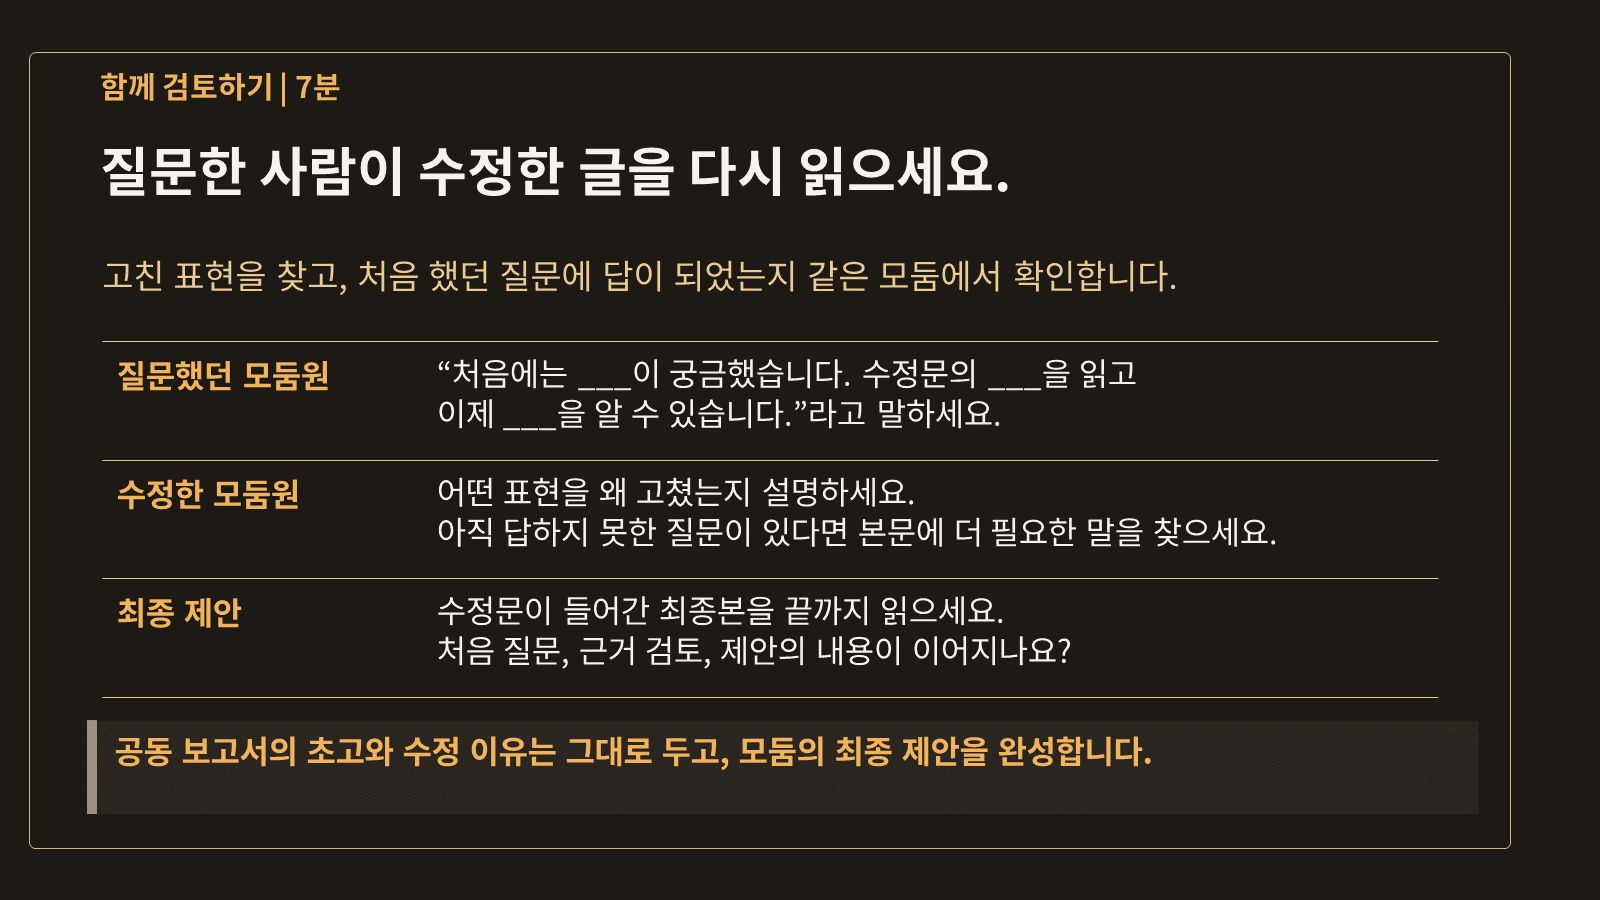 함께 검토하기 | 7분
질문한 사람이 수정한 글을 다시 읽으세요.
고친 표현을 찾고, 처음 했던 질문에 답이 되었는지 같은 모둠에서 확인합니다.
질문했던 모둠원
“처음에는 ___이 궁금했습니다. 수정문의 ___을 읽고
이제 ___을 알 수 있습니다.”라고 말하세요.
수정한 모둠원
어떤 표현을 왜 고쳤는지 설명하세요.
아직 답하지 못한 질문이 있다면 본문에 더 필요한 말을 찾으세요.
최종 제안
수정문이 들어간 최종본을 끝까지 읽으세요.
처음 질문, 근거 검토, 제안의 내용이 이어지나요?
공동 보고서의 초고와 수정 이유는 그대로 두고, 모둠의 최종 제안을 완성합니다.